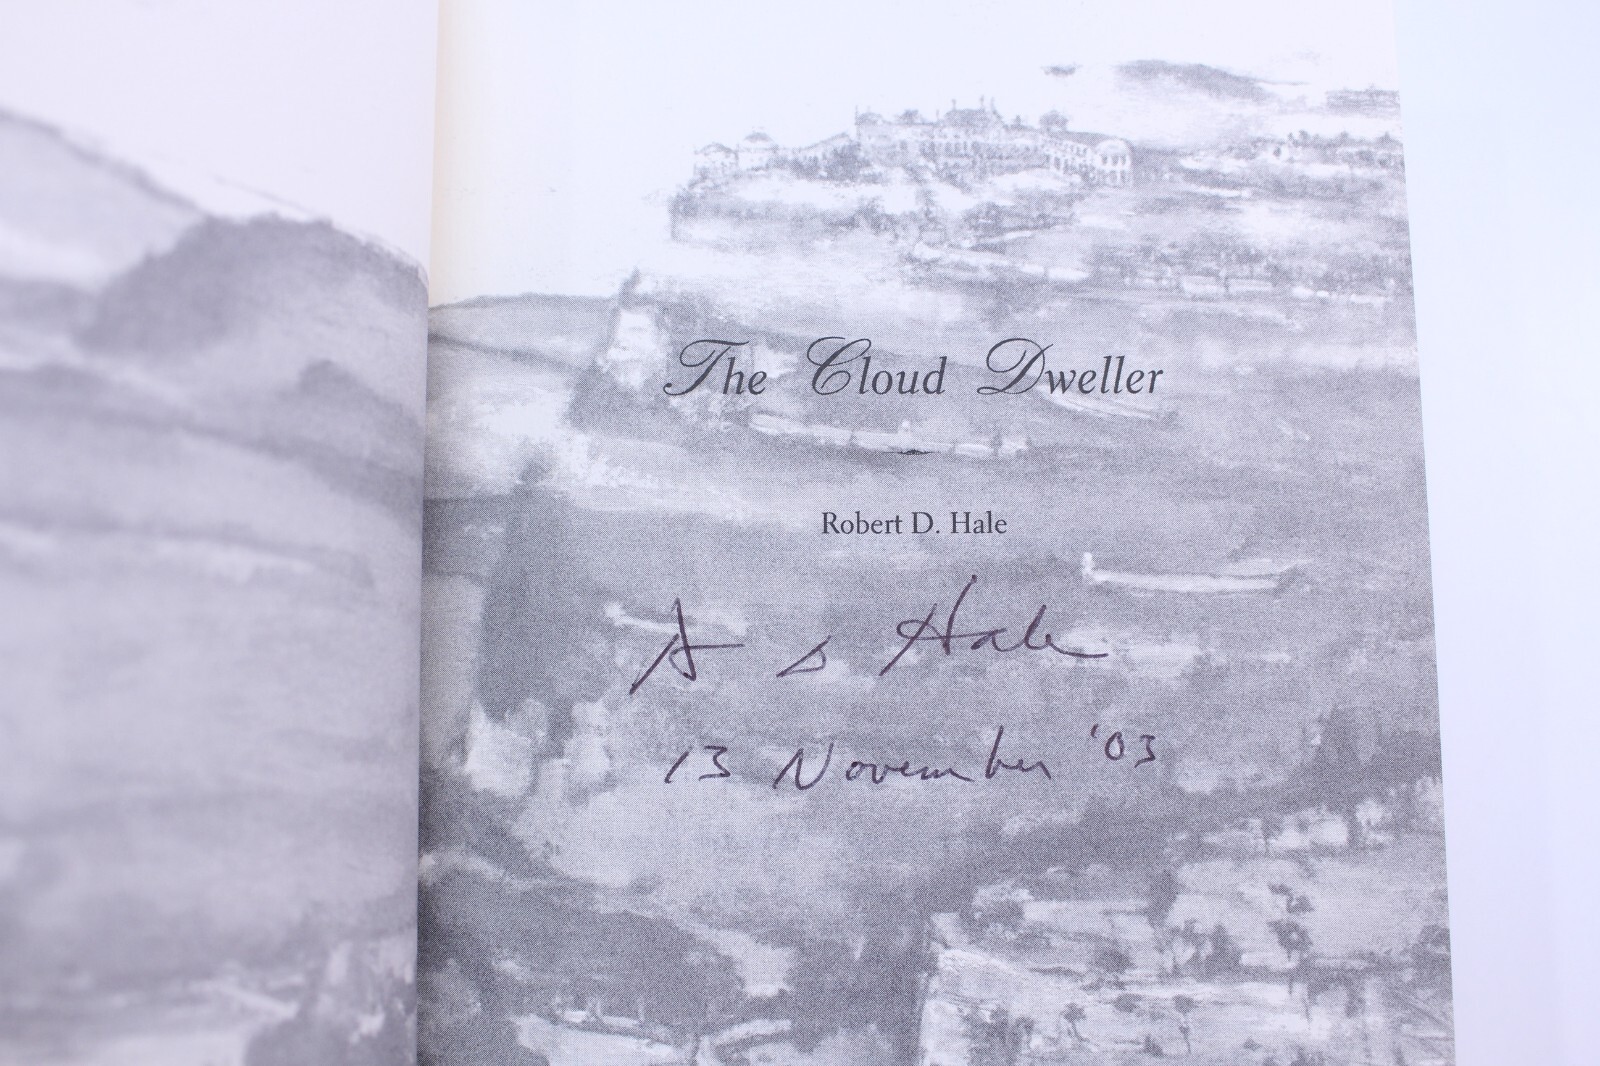 The Cloud Dweller
Robert D. Hale
D Hale
13 November '03